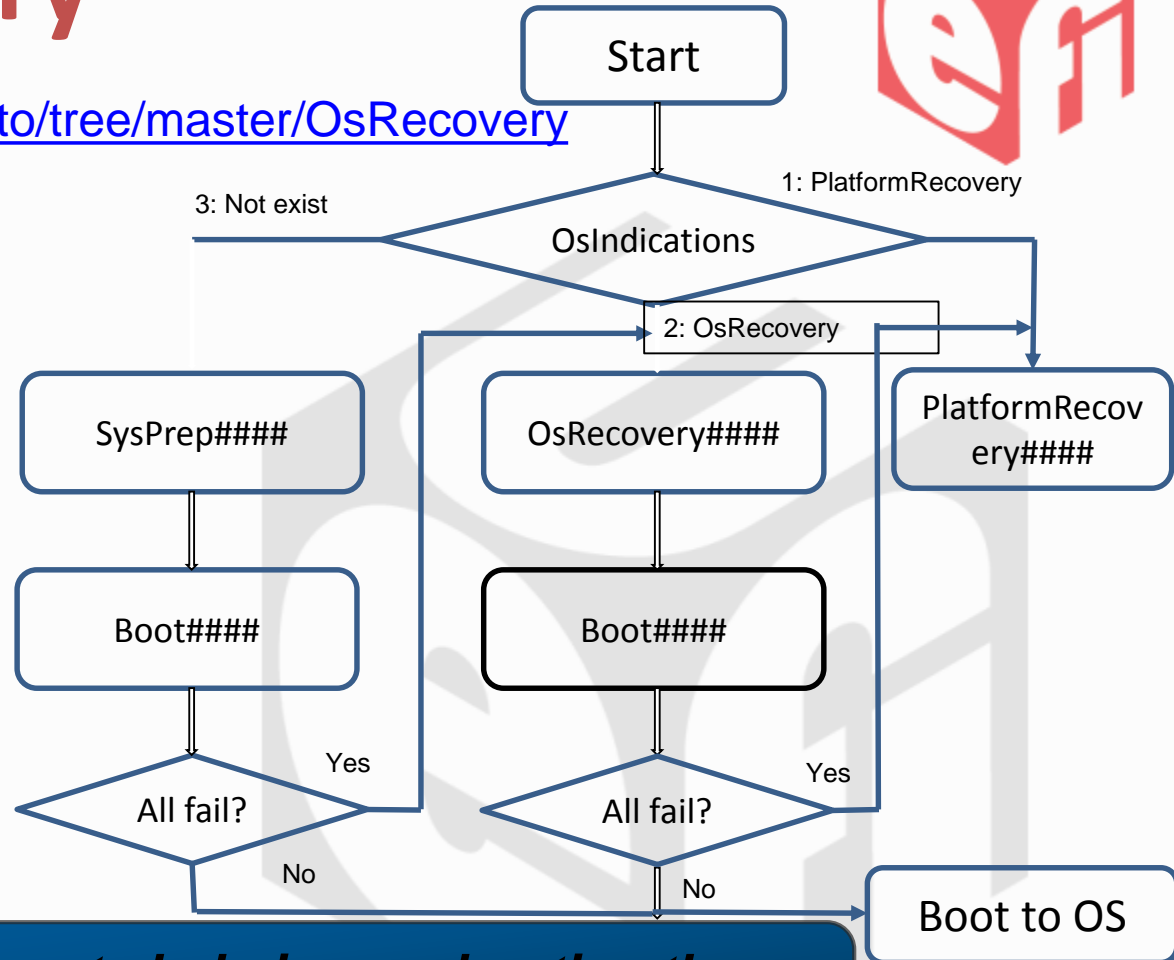 Start
to/tree/master/OsRecovery
1: PlatformRecovery
3: Not exist
OsIndications
2: OsRecovery
SysPrep####
OsRecovery####
PlatformRecov
ery####
Boot####
Boot####
Yes
Yes
All fail?
All fail?
No
No
Boot to OS